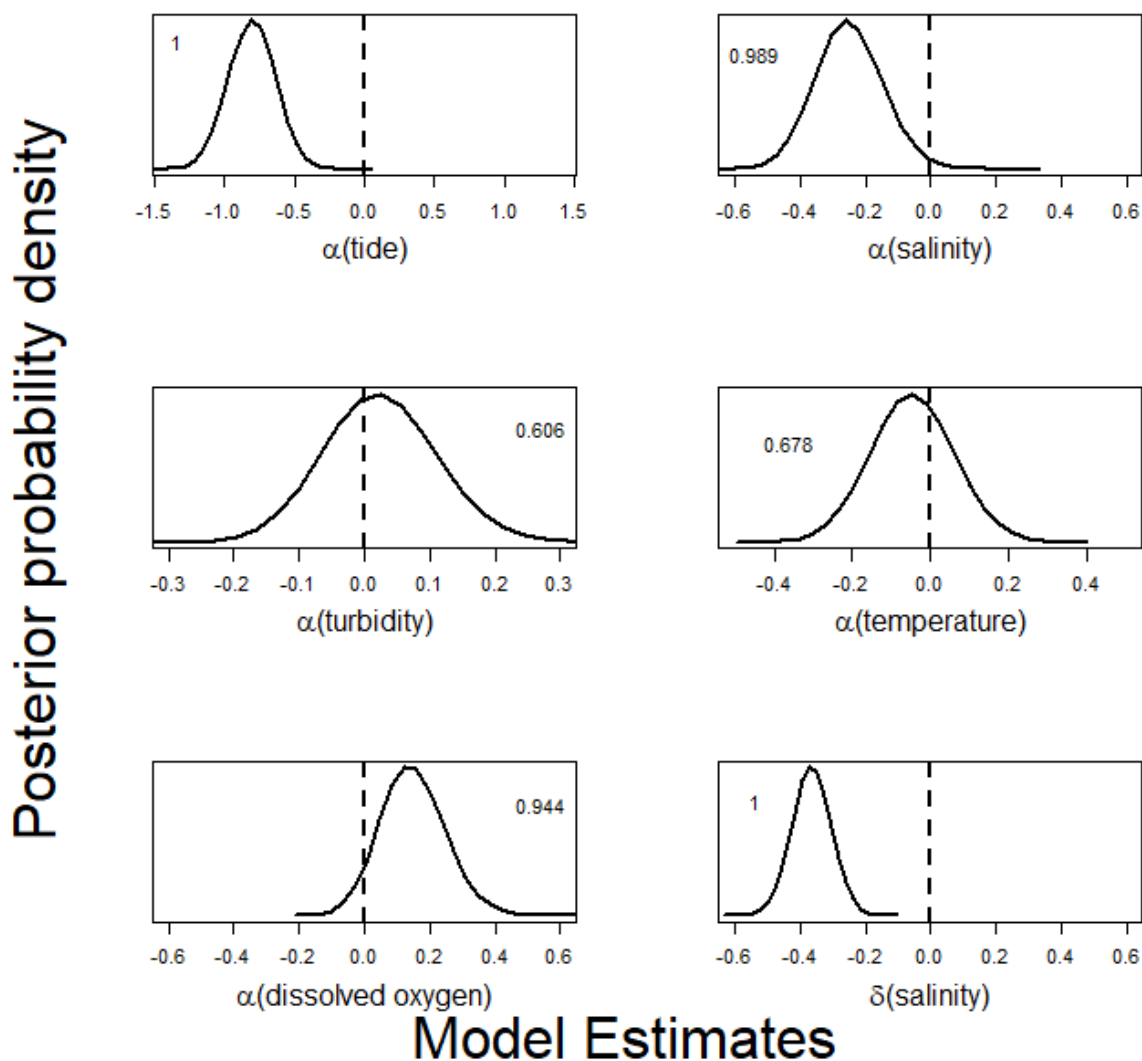 Posterior probability density
1
-1.5 -1.0 -0.5 0.0 0.5 1.0 1.5
α(tide)
0.989
-0.6 -0.4 -0.2 0.0 0.2 0.4 0.6
α(salinity)
0.606
-0.3 -0.2 -0.1 0.0 0.1 0.2 0.3
α(turbidity)
0.678
-0.4 -0.2 0.0 0.2 0.4
α(temperature)
0.944
-0.6 -0.4 -0.2 0.0 0.2 0.4 0.6
α(dissolved oxygen)
1
-0.6 -0.4 -0.2 0.0 0.2 0.4 0.6
δ(salinity)
Model Estimates